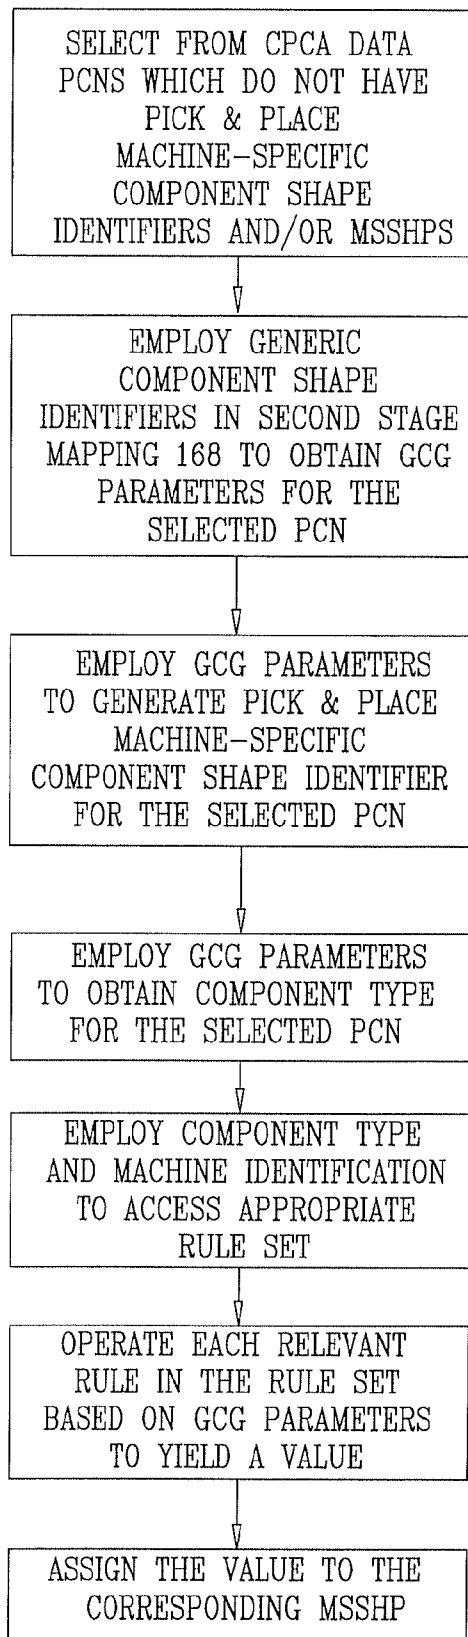 SELECT FROM CPCA DATA
PCNS WHICH DO NOT HAVE
PICK & PLACE
MACHINE-SPECIFIC
COMPONENT SHAPE
IDENTIFIERS AND/OR MSSHPS
EMPLOY GENERIC
COMPONENT SHAPE
IDENTIFIERS IN SECOND STAGE
MAPPING 168 TO OBTAIN GCG
PARAMETERS FOR THE
SELECTED PCN
EMPLOY GCG PARAMETERS
TO GENERATE PICK & PLACE
MACHINE-SPECIFIC
COMPONENT SHAPE IDENTIFIER
FOR THE SELECTED PCN
EMPLOY GCG PARAMETERS
TO OBTAIN COMPONENT TYPE
FOR THE SELECTED PCN
EMPLOY COMPONENT TYPE
AND MACHINE IDENTIFICATION
TO ACCESS APPROPRIATE
RULE SET
OPERATE EACH RELEVANT
RULE IN THE RULE SET
BASED ON GCG PARAMETERS
TO YIELD A VALUE
ASSIGN THE VALUE TO THE
CORRESPONDING MSSHP